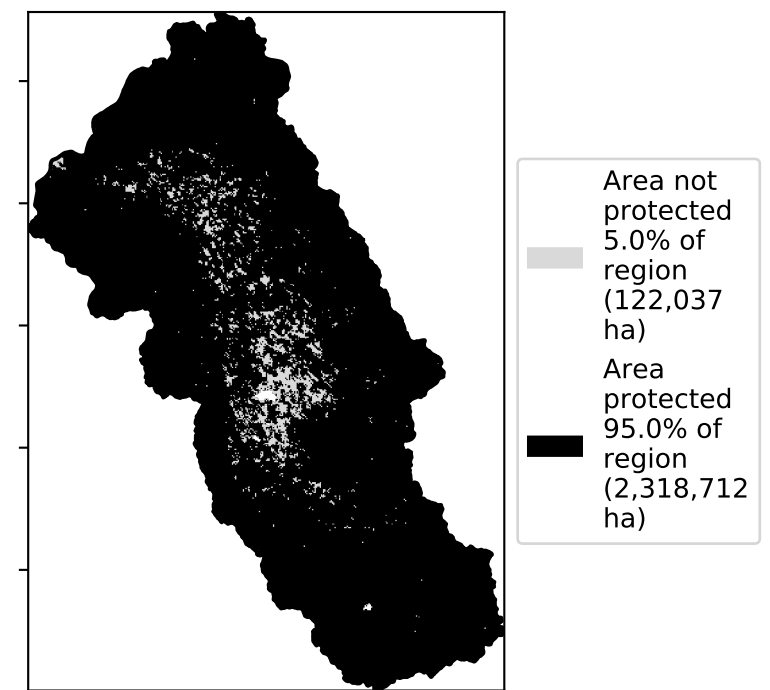 Area not
protected
5.0% of
region
(122,037
ha)
Area
protected
95.0% of
region
(2,318,712
ha)